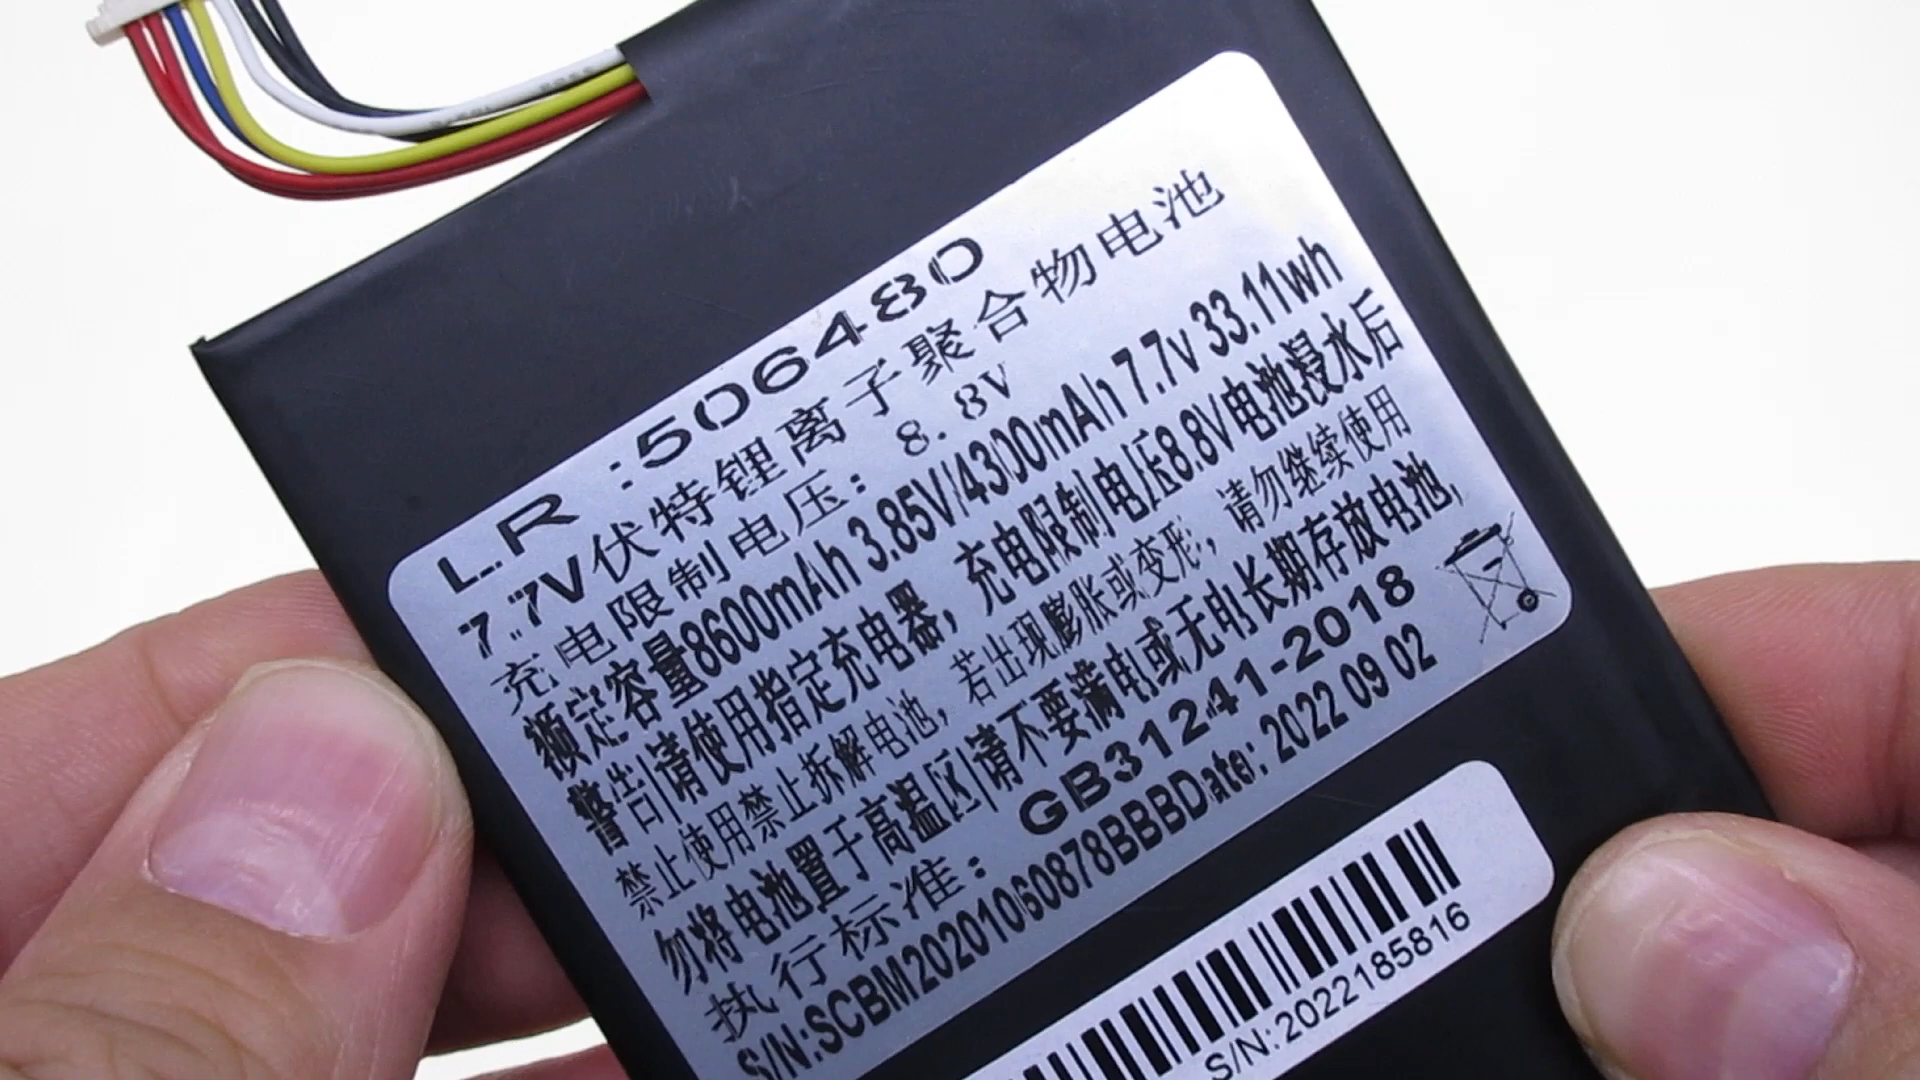 LR:506480
7.7V伏特锂离子聚合物电池
充电限制电压: 8.8V
额定容量8600mAh 3.85V/4300mAh 7.7v 33.11wh
警告请使用指定充电器，充电限制电压8.8V电池浸水后
禁止使用禁止拆解电池，若出现膨胀或变形，请勿继续使用
勿将电池置于高温区请不要满电或无电长期存放电池,
执行标准: GB31241-2018
S/N:SCBM20201060878BBBDate: 2022 09 02
S/N:2022185816